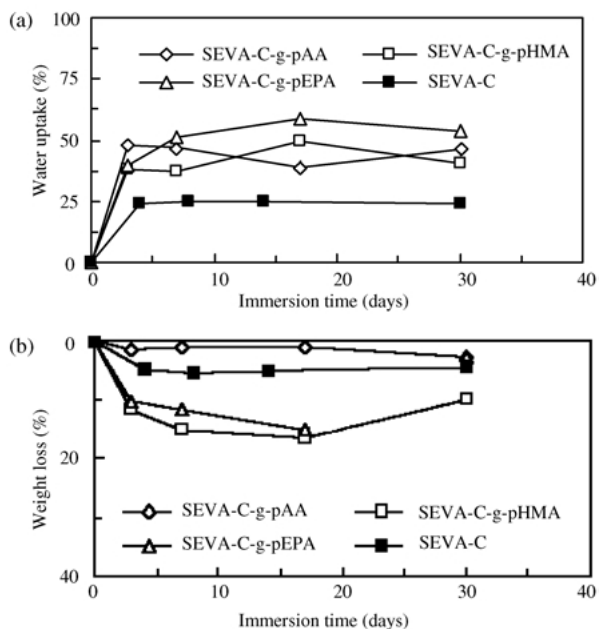 (a)
100
SEVA-C-g-pAA
SEVA-C-g-pHMA
SEVA-C-g-pEPA
SEVA-C
75
Water uptake (%)
50
25
0
0
10
20
30
40
Immersion time (days)
(b)
0
Weight loss (%)
20
SEVA-C-g-pAA
SEVA-C-g-pHMA
SEVA-C-g-pEPA
SEVA-C
40
0
10
20
30
40
Immersion time (days)